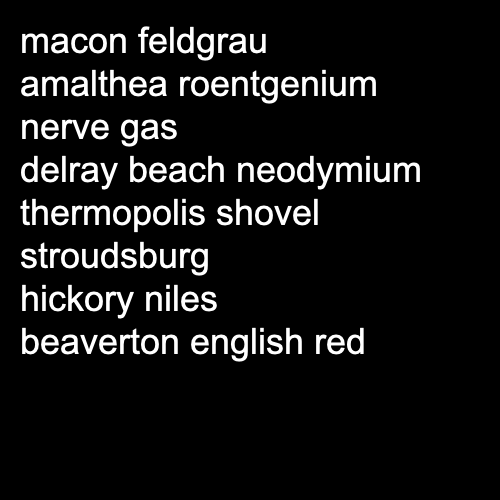 macon feldgrau
amalthea roentgenium
nerve gas
delray beach neodymium
thermopolis shovel
stroudsburg
hickory niles
beaverton english red